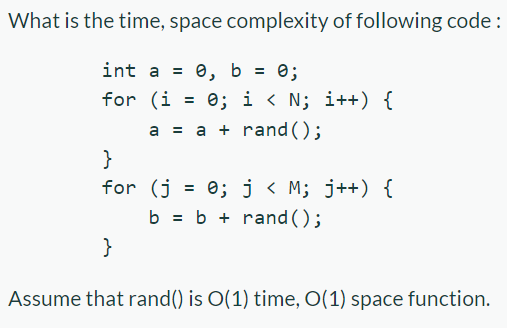 What is the time, space complexity of following code :
int a = 0, b = 0;
for (i = 0; i < N; i++) {
a = a + rand();
}
for (j = 0; j < M; j++) {
b = b + rand();
}
Assume that rand() is O(1) time, O(1) space function.